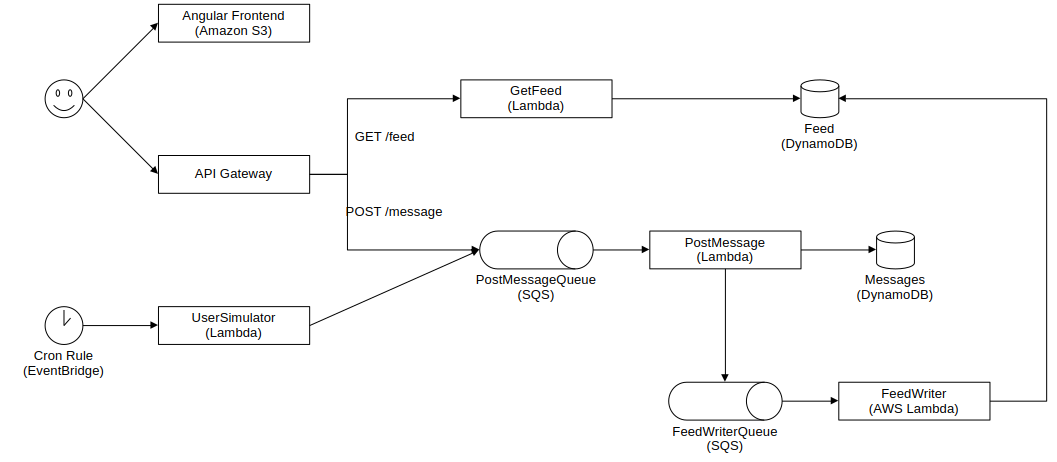 Angular Frontend
(Amazon S3)
GetFeed
(Lambda)
GET /feed
Feed
(DynamoDB)
API Gateway
POST /message
PostMessageQueue
(SQS)
PostMessage
(Lambda)
Messages
(DynamoDB)
Cron Rule
(EventBridge)
UserSimulator
(Lambda)
FeedWriterQueue
(SQS)
FeedWriter
(AWS Lambda)